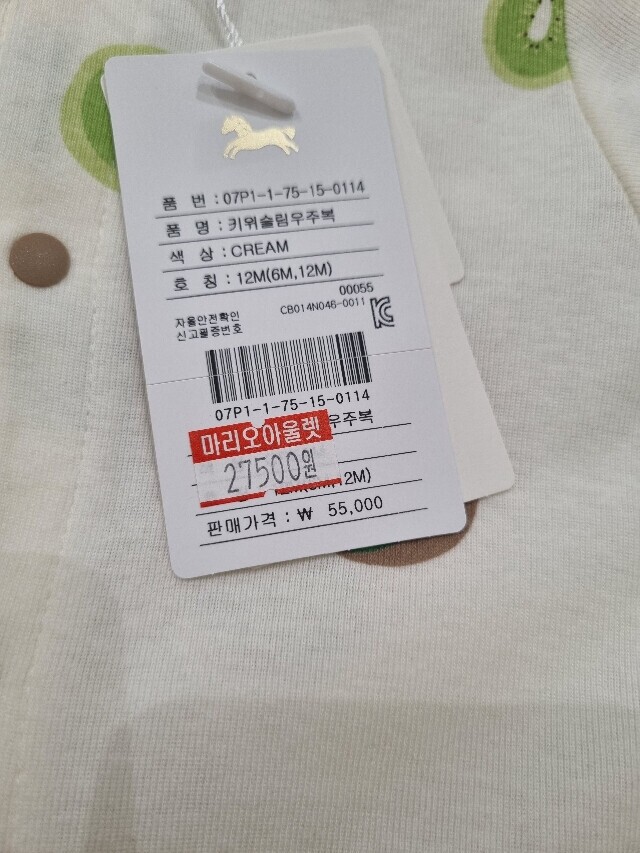 품 번 : 07P1-1-75-15-0114
품 명 : 키위슬림우주복
색 상 : CREAM
호 칭 : 12M(6M,12M)
00055
자율안전확인 CB014N046-0011
신고필증번호
07P1-1-75-15-0114
우주복
마리오아울렛
27500원
12M)
판매가격 : ₩ 55,000